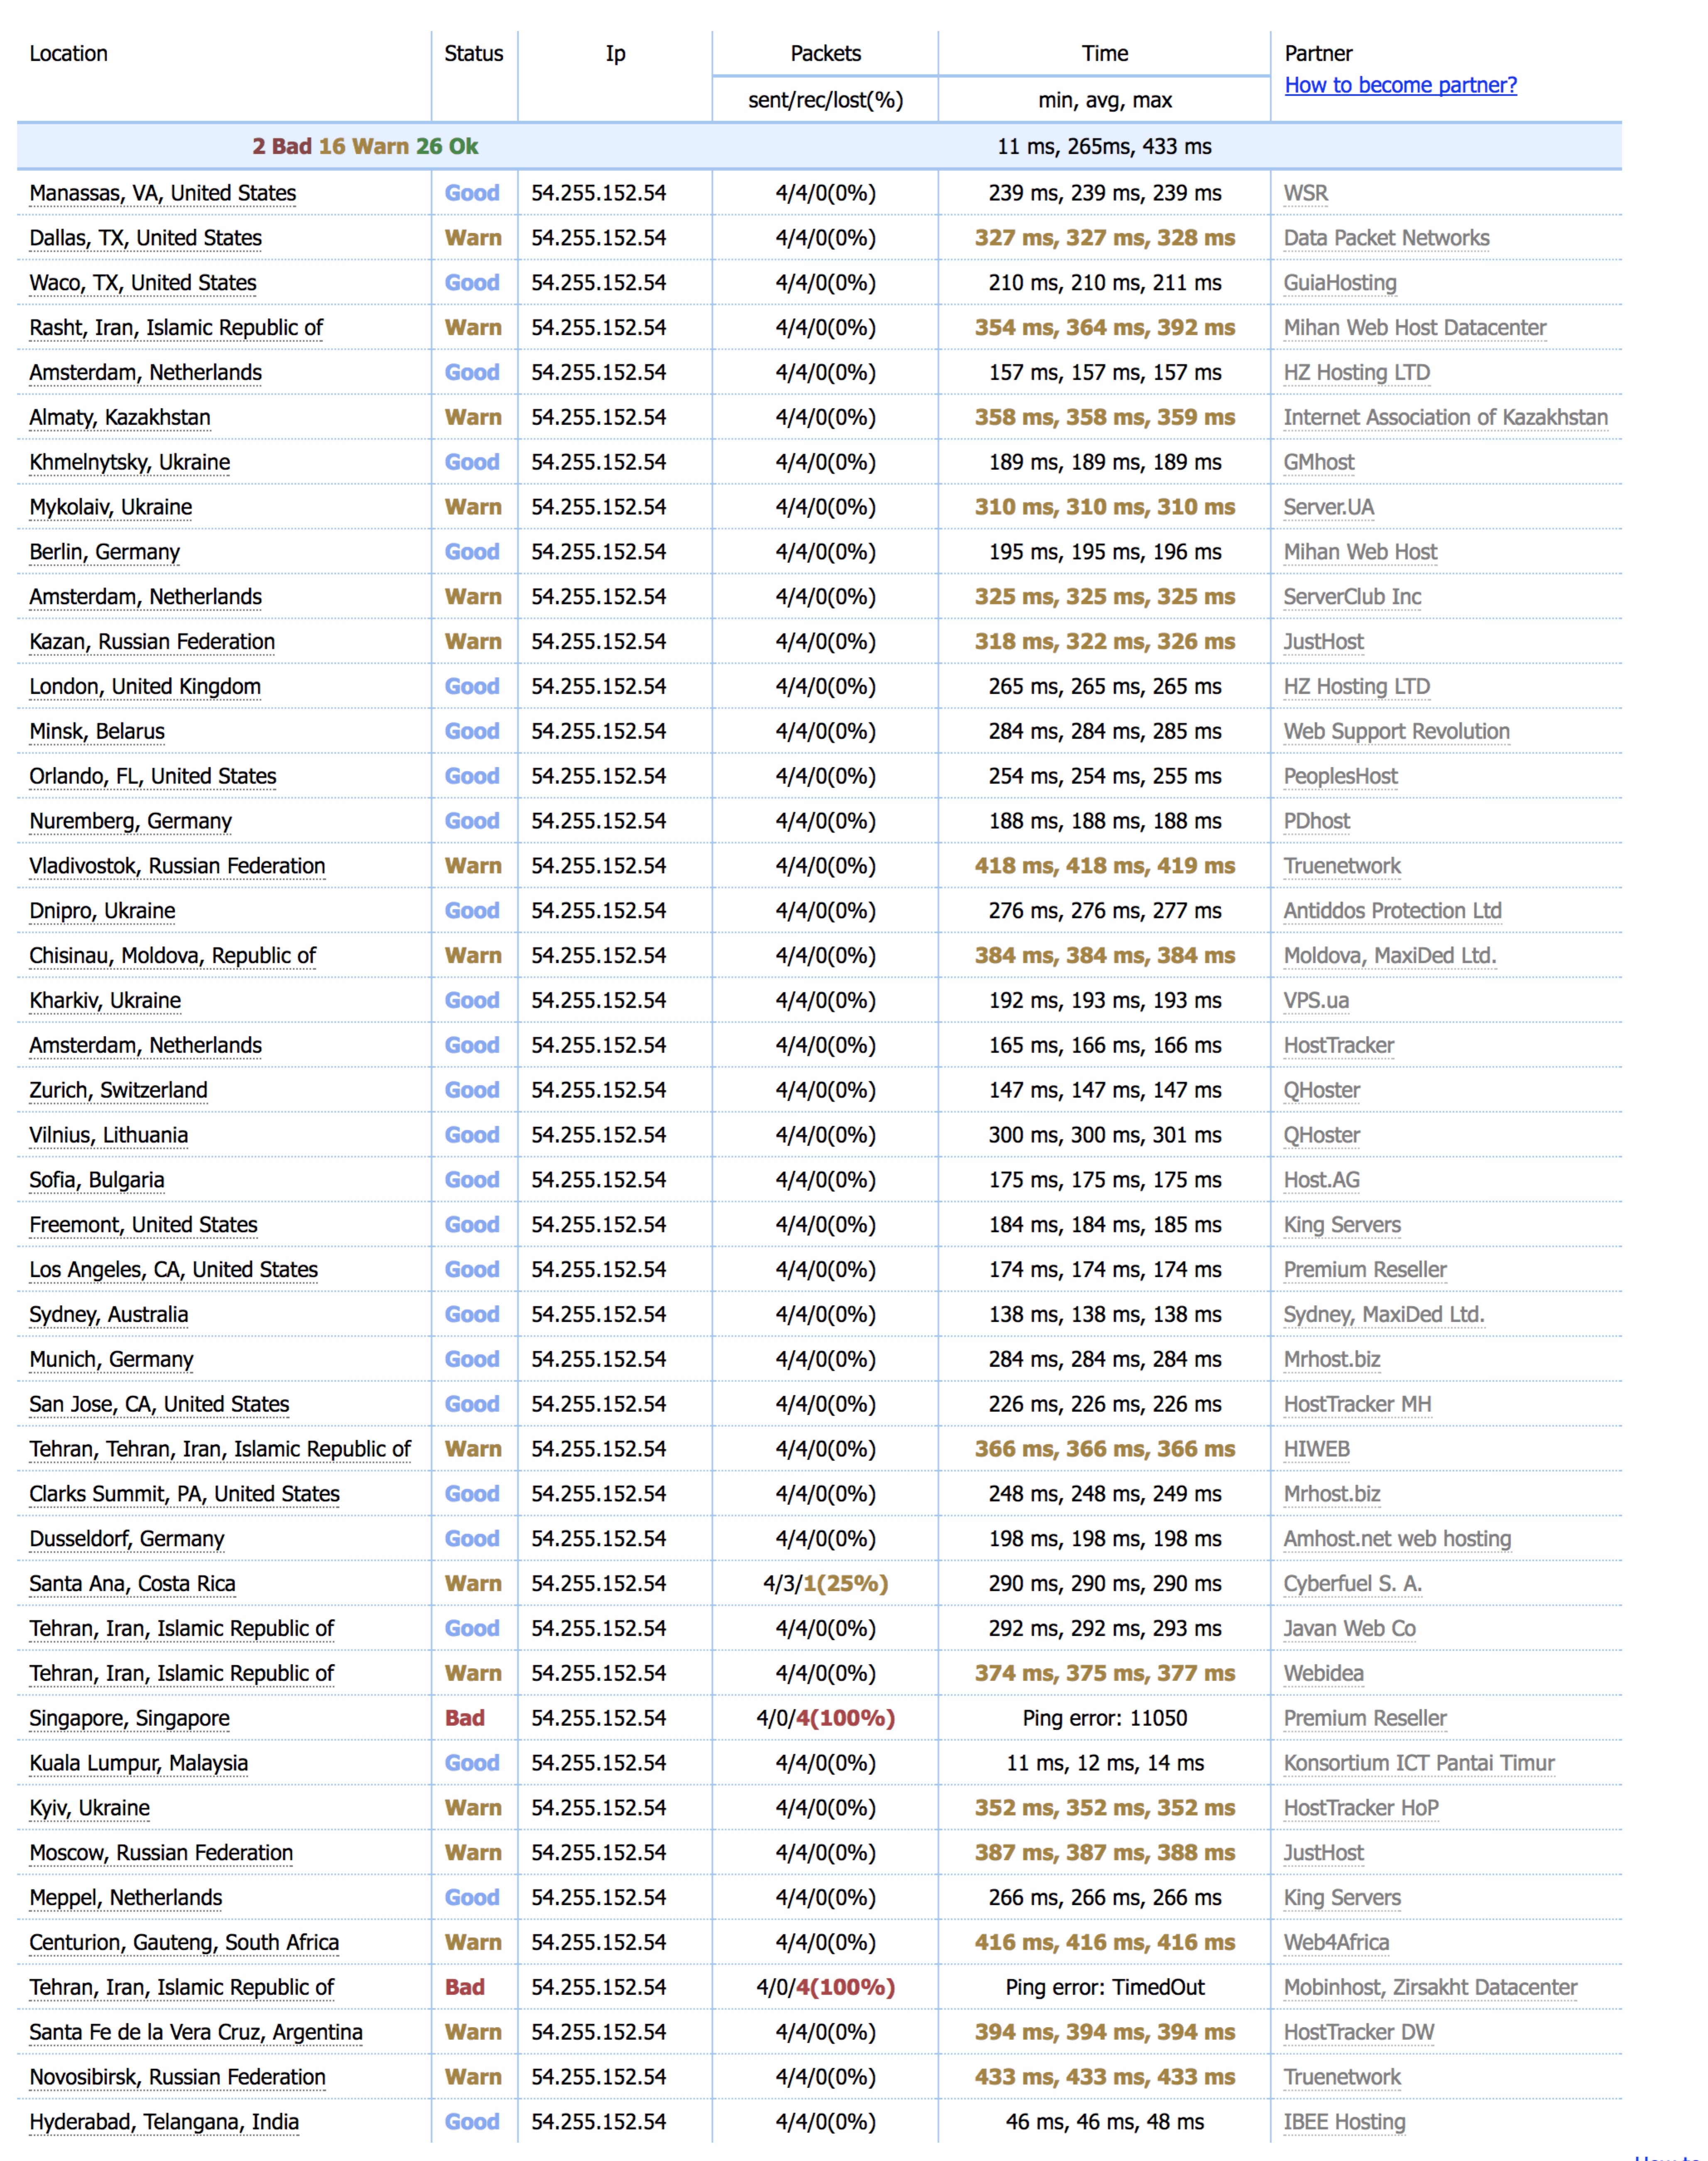 Location Status Ip Packets Time Partner
How to become partner?
sent/rec/lost(%) min, avg, max
2 Bad 16 Warn 26 Ok 11 ms, 265ms, 433 ms
Manassas, VA, United States Good 54.255.152.54 4/4/0(0%) 239 ms, 239 ms, 239 ms WSR
Dallas, TX, United States Warn 54.255.152.54 4/4/0(0%) 327 ms, 327 ms, 328 ms Data Packet Networks
Waco, TX, United States Good 54.255.152.54 4/4/0(0%) 210 ms, 210 ms, 211 ms GuiaHosting
Rasht, Iran, Islamic Republic of Warn 54.255.152.54 4/4/0(0%) 354 ms, 364 ms, 392 ms Mihan Web Host Datacenter
Amsterdam, Netherlands Good 54.255.152.54 4/4/0(0%) 157 ms, 157 ms, 157 ms HZ Hosting LTD
Almaty, Kazakhstan Warn 54.255.152.54 4/4/0(0%) 358 ms, 358 ms, 359 ms Internet Association of Kazakhstan
Khmelnytsky, Ukraine Good 54.255.152.54 4/4/0(0%) 189 ms, 189 ms, 189 ms GMhost
Mykolaiv, Ukraine Warn 54.255.152.54 4/4/0(0%) 310 ms, 310 ms, 310 ms Server.UA
Berlin, Germany Good 54.255.152.54 4/4/0(0%) 195 ms, 195 ms, 196 ms Mihan Web Host
Amsterdam, Netherlands Warn 54.255.152.54 4/4/0(0%) 325 ms, 325 ms, 325 ms ServerClub Inc
Kazan, Russian Federation Warn 54.255.152.54 4/4/0(0%) 318 ms, 322 ms, 326 ms JustHost
London, United Kingdom Good 54.255.152.54 4/4/0(0%) 265 ms, 265 ms, 265 ms HZ Hosting LTD
Minsk, Belarus Good 54.255.152.54 4/4/0(0%) 284 ms, 284 ms, 285 ms Web Support Revolution
Orlando, FL, United States Good 54.255.152.54 4/4/0(0%) 254 ms, 254 ms, 255 ms PeoplesHost
Nuremberg, Germany Good 54.255.152.54 4/4/0(0%) 188 ms, 188 ms, 188 ms PDhost
Vladivostok, Russian Federation Warn 54.255.152.54 4/4/0(0%) 418 ms, 418 ms, 419 ms Truenetwork
Dnipro, Ukraine Good 54.255.152.54 4/4/0(0%) 276 ms, 276 ms, 277 ms Antiddos Protection Ltd
Chisinau, Moldova, Republic of Warn 54.255.152.54 4/4/0(0%) 384 ms, 384 ms, 384 ms Moldova, MaxiDed Ltd.
Kharkiv, Ukraine Good 54.255.152.54 4/4/0(0%) 192 ms, 193 ms, 193 ms VPS.ua
Amsterdam, Netherlands Good 54.255.152.54 4/4/0(0%) 165 ms, 166 ms, 166 ms HostTracker
Zurich, Switzerland Good 54.255.152.54 4/4/0(0%) 147 ms, 147 ms, 147 ms QHoster
Vilnius, Lithuania Good 54.255.152.54 4/4/0(0%) 300 ms, 300 ms, 301 ms QHoster
Sofia, Bulgaria Good 54.255.152.54 4/4/0(0%) 175 ms, 175 ms, 175 ms Host.AG
Freemont, United States Good 54.255.152.54 4/4/0(0%) 184 ms, 184 ms, 185 ms King Servers
Los Angeles, CA, United States Good 54.255.152.54 4/4/0(0%) 174 ms, 174 ms, 174 ms Premium Reseller
Sydney, Australia Good 54.255.152.54 4/4/0(0%) 138 ms, 138 ms, 138 ms Sydney, MaxiDed Ltd.
Munich, Germany Good 54.255.152.54 4/4/0(0%) 284 ms, 284 ms, 284 ms Mrhost.biz
San Jose, CA, United States Good 54.255.152.54 4/4/0(0%) 226 ms, 226 ms, 226 ms HostTracker MH
Tehran, Tehran, Iran, Islamic Republic of Warn 54.255.152.54 4/4/0(0%) 366 ms, 366 ms, 366 ms HIWEB
Clarks Summit, PA, United States Good 54.255.152.54 4/4/0(0%) 248 ms, 248 ms, 249 ms Mrhost.biz
Dusseldorf, Germany Good 54.255.152.54 4/4/0(0%) 198 ms, 198 ms, 198 ms Amhost.net web hosting
Santa Ana, Costa Rica Warn 54.255.152.54 4/3/1(25%) 290 ms, 290 ms, 290 ms Cyberfuel S. A.
Tehran, Iran, Islamic Republic of Good 54.255.152.54 4/4/0(0%) 292 ms, 292 ms, 293 ms Javan Web Co
Tehran, Iran, Islamic Republic of Warn 54.255.152.54 4/4/0(0%) 374 ms, 375 ms, 377 ms Webidea
Singapore, Singapore Bad 54.255.152.54 4/0/4(100%) Ping error: 11050 Premium Reseller
Kuala Lumpur, Malaysia Good 54.255.152.54 4/4/0(0%) 11 ms, 12 ms, 14 ms Konsortium ICT Pantai Timur
Kyiv, Ukraine Warn 54.255.152.54 4/4/0(0%) 352 ms, 352 ms, 352 ms HostTracker HoP
Moscow, Russian Federation Warn 54.255.152.54 4/4/0(0%) 387 ms, 387 ms, 388 ms JustHost
Meppel, Netherlands Good 54.255.152.54 4/4/0(0%) 266 ms, 266 ms, 266 ms King Servers
Centurion, Gauteng, South Africa Warn 54.255.152.54 4/4/0(0%) 416 ms, 416 ms, 416 ms Web4Africa
Tehran, Iran, Islamic Republic of Bad 54.255.152.54 4/0/4(100%) Ping error: TimedOut Mobinhost, Zirsakht Datacenter
Santa Fe de la Vera Cruz, Argentina Warn 54.255.152.54 4/4/0(0%) 394 ms, 394 ms, 394 ms HostTracker DW
Novosibirsk, Russian Federation Warn 54.255.152.54 4/4/0(0%) 433 ms, 433 ms, 433 ms Truenetwork
Hyderabad, Telangana, India Good 54.255.152.54 4/4/0(0%) 46 ms, 46 ms, 48 ms IBEE Hosting